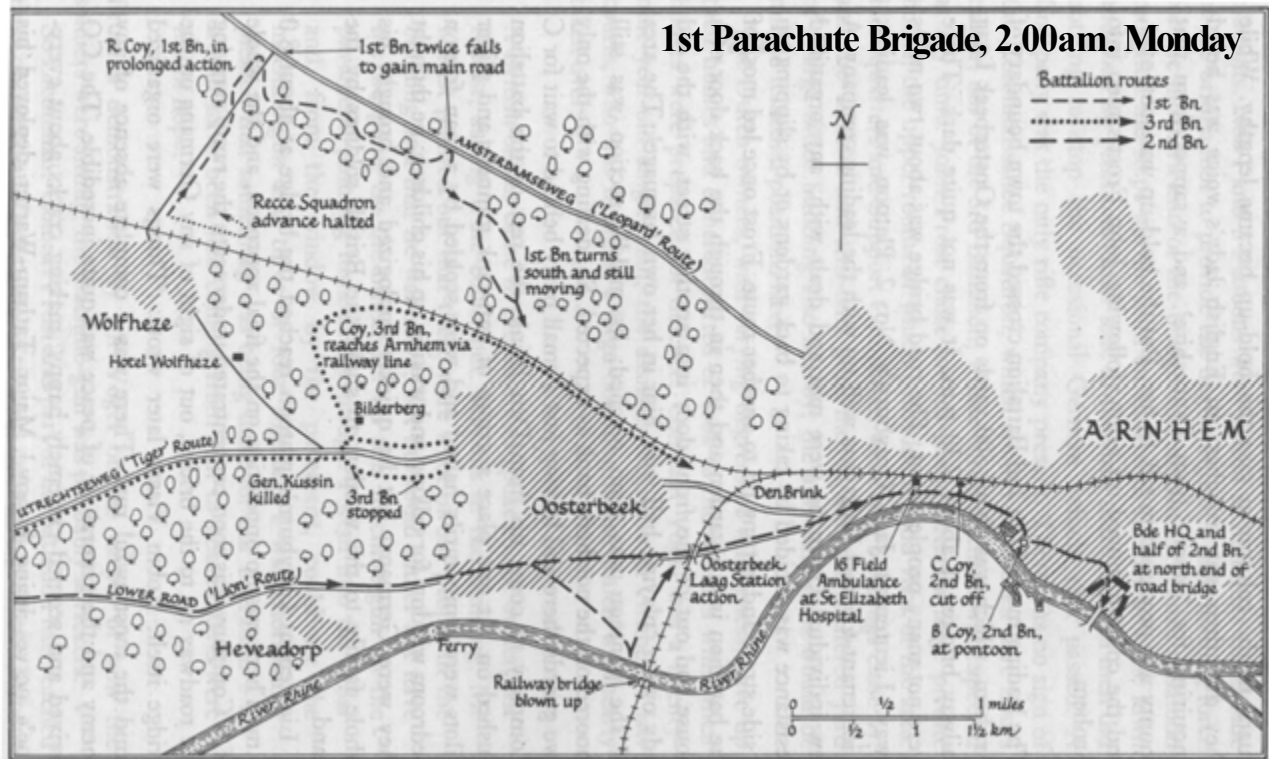 1st Parachute Brigade, 2.00am. Monday
R. Coy, 1st Bn, in
prolonged action
1st Bn twice fails
to gain main road
Battalion routes
1st Bn
3rd Bn
2nd Bn
N
AMSTERDAMSEWEG ('Leopard' Route)
Recce Squadron
advance halted
1st Bn turns
south and still
moving
Wolfheze
Hotel Wolfheze
C Coy, 3rd Bn,
reaches Arnhem via
railway line
Bilderberg
ARNHEM
UTRECHTSEWEG ('Tiger' Route)
Gen. Kussin
killed
3rd Bn
stopped
Oosterbeek
Den Brink
Oosterbeek
Laag Station
action
16 Field
Ambulance
at St Elizabeth
Hospital
C Coy,
2nd Bn,
cut off
B Coy, 2nd Bn,
at pontoon
Bde HQ and
half of 2nd Bn
at north end of
road bridge
LOWER ROAD ('Lion' Route)
Heveadorp
Ferry
River Rhine
Railway bridge
blown up
River Rhine
0 ½ 1 miles
0 ½ 1 1½ km